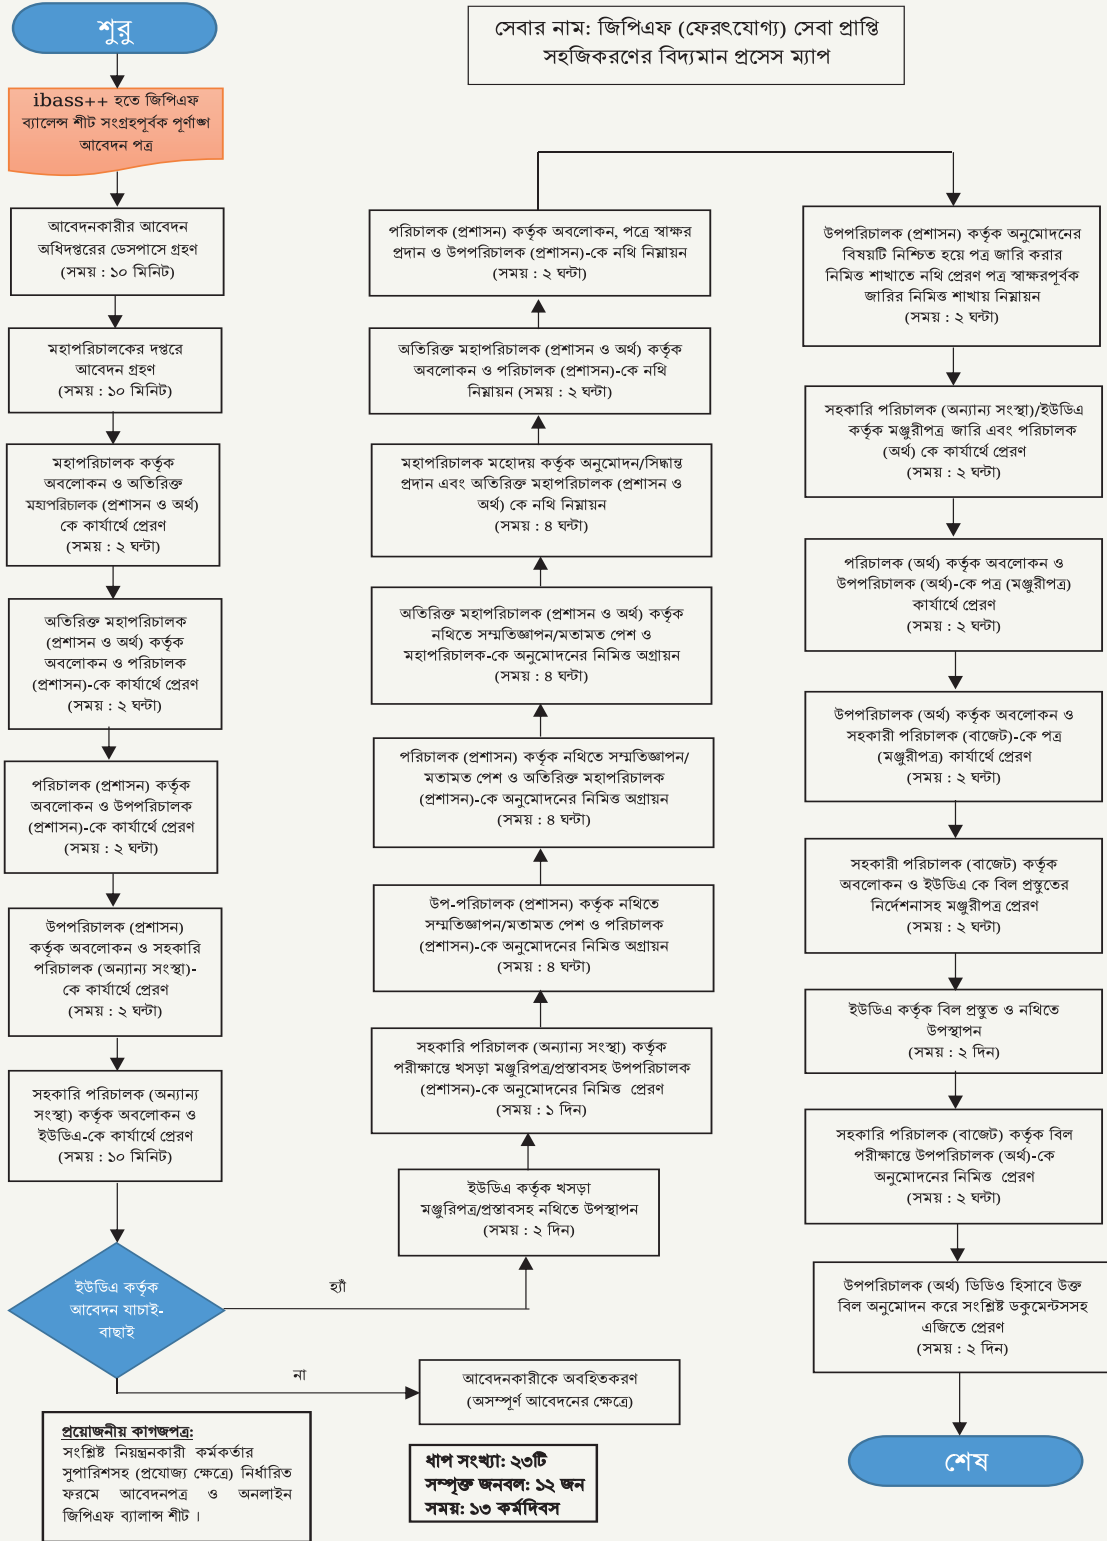 শুরু
সেবার নাম: জিপিএফ (ফেরৎযোগ্য) সেবা প্রাপ্তি
সহজিকরণের বিদ্যমান প্রসেস ম্যাপ
ibass++ হতে জিপিএফ
ব্যালেন্স শীট সংগ্রহপূর্বক পূর্ণাঙ্গ
আবেদন পত্র
আবেদনকারীর আবেদন
অধিদপ্তরের ডেসপাসে গ্রহণ
(সময় : ১০ মিনিট)
মহাপরিচালকের দপ্তরে
আবেদন গ্রহণ
(সময় : ১০ মিনিট)
মহাপরিচালক কর্তৃক
অবলোকন ও অতিরিক্ত
মহাপরিচালক (প্রশাসন ও অর্থ)
কে কার্যার্থে প্রেরণ
(সময় : ২ ঘন্টা)
অতিরিক্ত মহাপরিচালক
(প্রশাসন ও অর্থ) কর্তৃক
অবলোকন ও পরিচালক
(প্রশাসন)-কে কার্যার্থে প্রেরণ
(সময় : ২ ঘন্টা)
পরিচালক (প্রশাসন) কর্তৃক
অবলোকন ও উপপরিচালক
(প্রশাসন)-কে কার্যার্থে প্রেরণ
(সময় : ২ ঘন্টা)
উপপরিচালক (প্রশাসন)
কর্তৃক অবলোকন ও সহকারি
পরিচালক (অন্যান্য সংস্থা)-
কে কার্যার্থে প্রেরণ
(সময় : ২ ঘন্টা)
সহকারি পরিচালক (অন্যান্য
সংস্থা) কর্তৃক অবলোকন ও
ইউডিএ-কে কার্যার্থে প্রেরণ
(সময় : ১০ মিনিট)
ইউডিএ কর্তৃক
আবেদন যাচাই-
বাছাই
হ্যাঁ
না
আবেদনকারীকে অবহিতকরণ
(অসম্পূর্ণ আবেদনের ক্ষেত্রে)
ইউডিএ কর্তৃক খসড়া
মঞ্জুরিপত্র/প্রস্তাবসহ নথিতে উপস্থাপন
(সময় : ২ দিন)
সহকারি পরিচালক (অন্যান্য সংস্থা) কর্তৃক
পরীক্ষান্তে খসড়া মঞ্জুরিপত্র/প্রস্তাবসহ উপপরিচালক
(প্রশাসন)-কে অনুমোদনের নিমিত্ত প্রেরণ
(সময় : ১ দিন)
উপ-পরিচালক (প্রশাসন) কর্তৃক নথিতে
সম্মতিজ্ঞাপন/মতামত পেশ ও পরিচালক
(প্রশাসন)-কে অনুমোদনের নিমিত্ত অগ্রায়ন
(সময় : ৪ ঘন্টা)
পরিচালক (প্রশাসন) কর্তৃক নথিতে সম্মতিজ্ঞাপন/
মতামত পেশ ও অতিরিক্ত মহাপরিচালক
(প্রশাসন)-কে অনুমোদনের নিমিত্ত অগ্রায়ন
(সময় : ৪ ঘন্টা)
অতিরিক্ত মহাপরিচালক (প্রশাসন ও অর্থ) কর্তৃক
নথিতে সম্মতিজ্ঞাপন/মতামত পেশ ও
মহাপরিচালক-কে অনুমোদনের নিমিত্ত অগ্রায়ন
(সময় : ৪ ঘন্টা)
মহাপরিচালক মহোদয় কর্তৃক অনুমোদন/সিদ্ধান্ত
প্রদান এবং অতিরিক্ত মহাপরিচালক (প্রশাসন ও
অর্থ) কে নথি নিম্নায়ন
(সময় : ৪ ঘন্টা)
অতিরিক্ত মহাপরিচালক (প্রশাসন ও অর্থ) কর্তৃক
অবলোকন ও পরিচালক (প্রশাসন)-কে নথি
নিম্নায়ন (সময় : ২ ঘন্টা)
পরিচালক (প্রশাসন) কর্তৃক অবলোকন, পত্রে স্বাক্ষর
প্রদান ও উপপরিচালক (প্রশাসন)-কে নথি নিম্নায়ন
(সময় : ২ ঘন্টা)
উপপরিচালক (প্রশাসন) কর্তৃক অনুমোদনের
বিষয়টি নিশ্চিত হয়ে পত্র জারি করার
নিমিত্ত শাখাতে নথি প্রেরণ পত্র স্বাক্ষরপূর্বক
জারির নিমিত্ত শাখায় নিম্নায়ন
(সময় : ২ ঘন্টা)
সহকারি পরিচালক (অন্যান্য সংস্থা)/ইউডিএ
কর্তৃক মঞ্জুরীপত্র জারি এবং পরিচালক
(অর্থ) কে কার্যার্থে প্রেরণ
(সময় : ২ ঘন্টা)
পরিচালক (অর্থ) কর্তৃক অবলোকন ও
উপপরিচালক (অর্থ)-কে পত্র (মঞ্জুরীপত্র)
কার্যার্থে প্রেরণ
(সময় : ২ ঘন্টা)
উপপরিচালক (অর্থ) কর্তৃক অবলোকন ও
সহকারী পরিচালক (বাজেট)-কে পত্র
(মঞ্জুরীপত্র) কার্যার্থে প্রেরণ
(সময় : ২ ঘন্টা)
সহকারী পরিচালক (বাজেট) কর্তৃক
অবলোকন ও ইউডিএ কে বিল প্রস্তুতের
নির্দেশনাসহ মঞ্জুরীপত্র প্রেরণ
(সময় : ২ ঘন্টা)
ইউডিএ কর্তৃক বিল প্রস্তুত ও নথিতে
উপস্থাপন
(সময় : ২ দিন)
সহকারি পরিচালক (বাজেট) কর্তৃক বিল
পরীক্ষান্তে উপপরিচালক (অর্থ)-কে
অনুমোদনের নিমিত্ত প্রেরণ
(সময় : ২ ঘন্টা)
উপপরিচালক (অর্থ) ডিডিও হিসাবে উক্ত
বিল অনুমোদন করে সংশ্লিষ্ট ডকুমেন্টসসহ
এজিতে প্রেরণ
(সময় : ২ দিন)
শেষ
প্রয়োজনীয় কাগজপত্র:
সংশ্লিষ্ট নিয়ন্ত্রনকারী কর্মকর্তার
সুপারিশসহ (প্রযোজ্য ক্ষেত্রে) নির্ধারিত
ফরমে আবেদনপত্র ও অনলাইন
জিপিএফ ব্যালান্স শীট ।
ধাপ সংখ্যা: ২৩টি
সম্পৃক্ত জনবল: ১২ জন
সময়: ১৩ কর্মদিবস